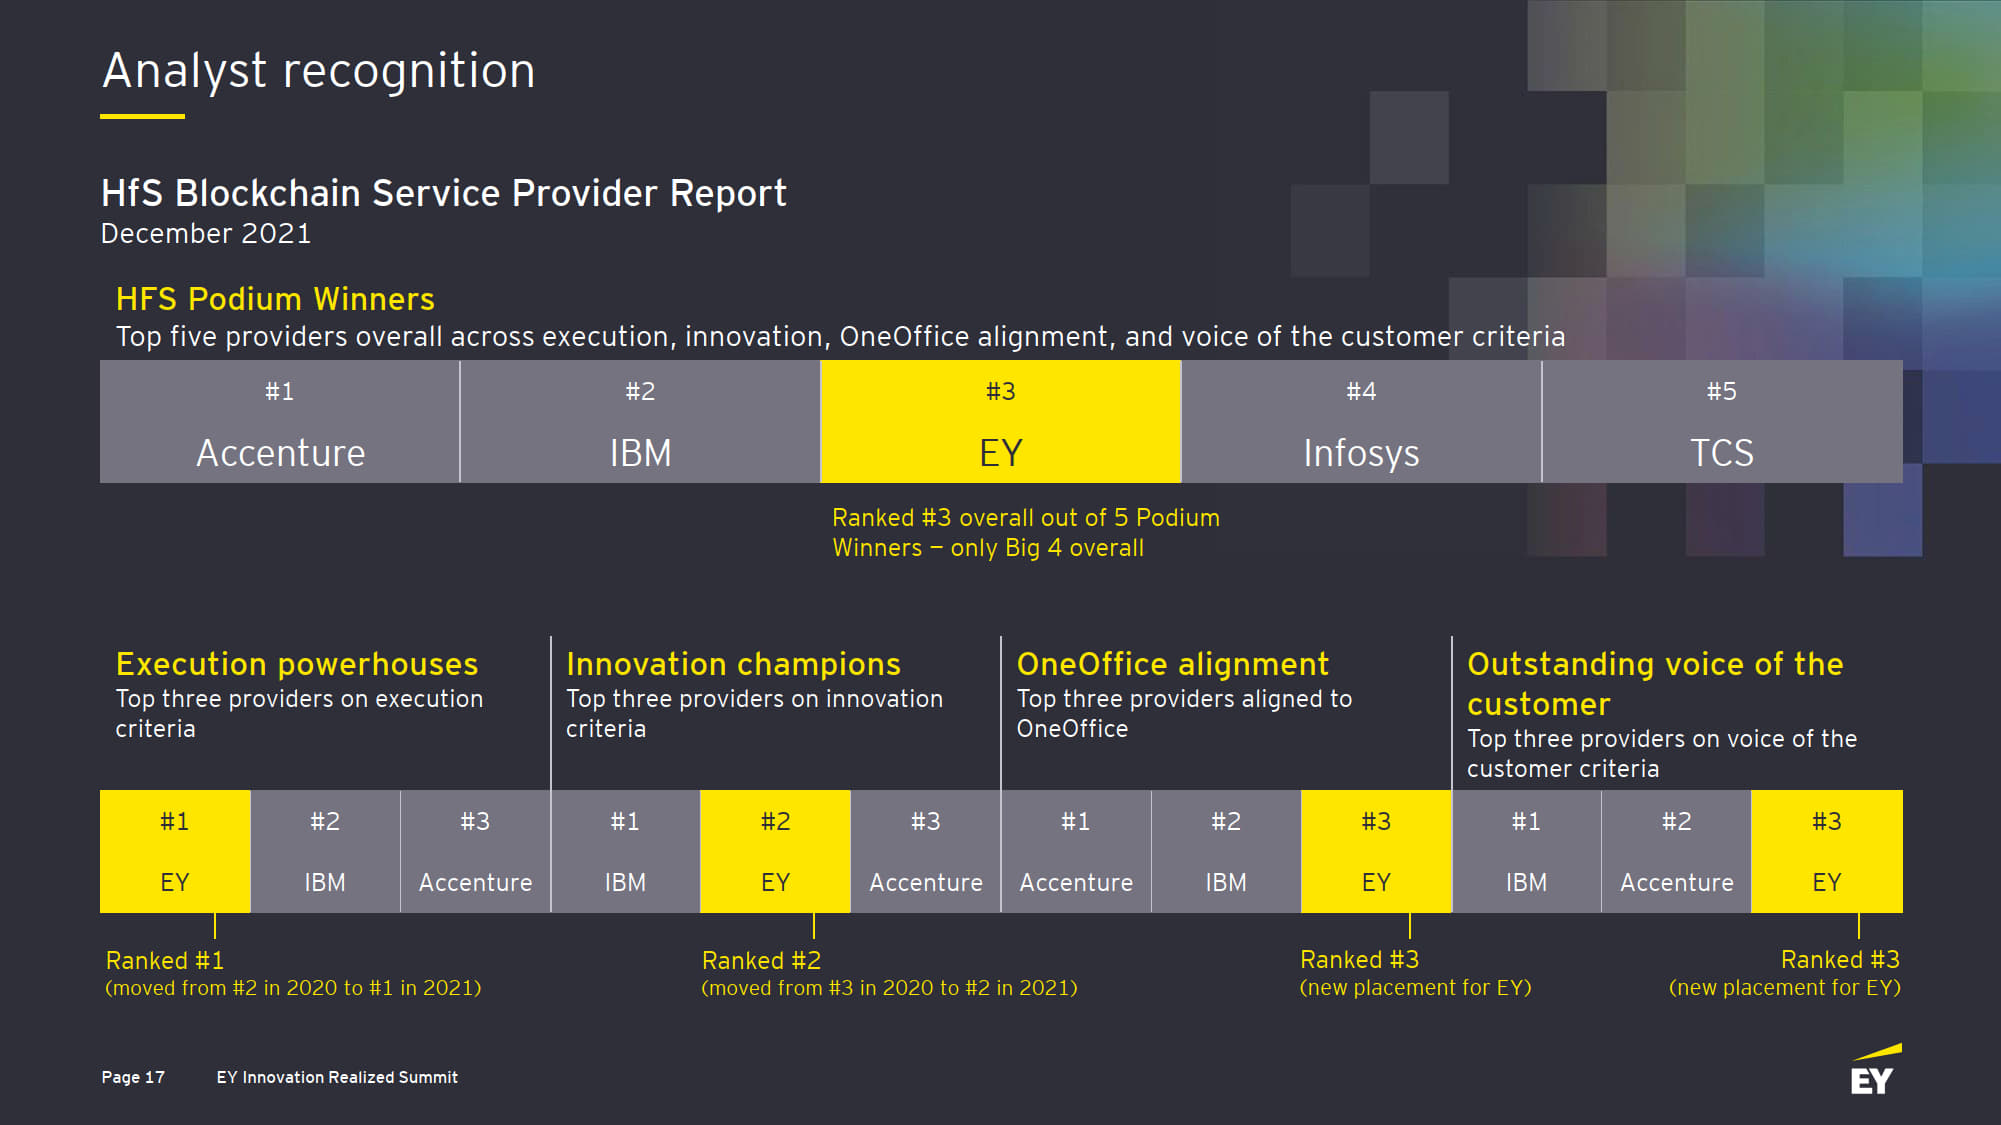 Analyst recognition
HfS Blockchain Service Provider Report
December 2021
HFS Podium Winners
Top five providers overall across execution, innovation, OneOffice alignment, and voice of the customer criteria
#1
Accenture
#2
IBM
#3
EY
#4
Infosys
#5
TCS
Ranked #3 overall out of 5 Podium
Winners – only Big 4 overall
Execution powerhouses
Top three providers on execution
criteria
#1
EY
#2
IBM
#3
Accenture
Ranked #1
(moved from #2 in 2020 to #1 in 2021)
Innovation champions
Top three providers on innovation
criteria
#1
IBM
#2
EY
#3
Accenture
Ranked #2
(moved from #3 in 2020 to #2 in 2021)
OneOffice alignment
Top three providers aligned to
OneOffice
#1
Accenture
#2
IBM
#3
EY
Ranked #3
(new placement for EY)
Outstanding voice of the
customer
Top three providers on voice of the
customer criteria
#1
IBM
#2
Accenture
#3
EY
Ranked #3
(new placement for EY)
Page 17
EY Innovation Realized Summit
EY